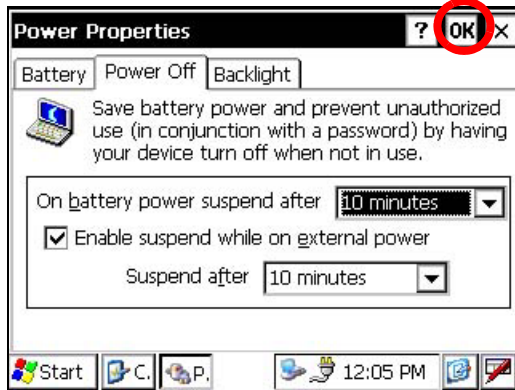 Power Properties ? OK ×
Battery Power Off Backlight
Save battery power and prevent unauthorized
use (in conjunction with a password) by having
your device turn off when not in use.
On battery power suspend after 10 minutes
Enable suspend while on external power
Suspend after 10 minutes
Start C. P. 12:05 PM